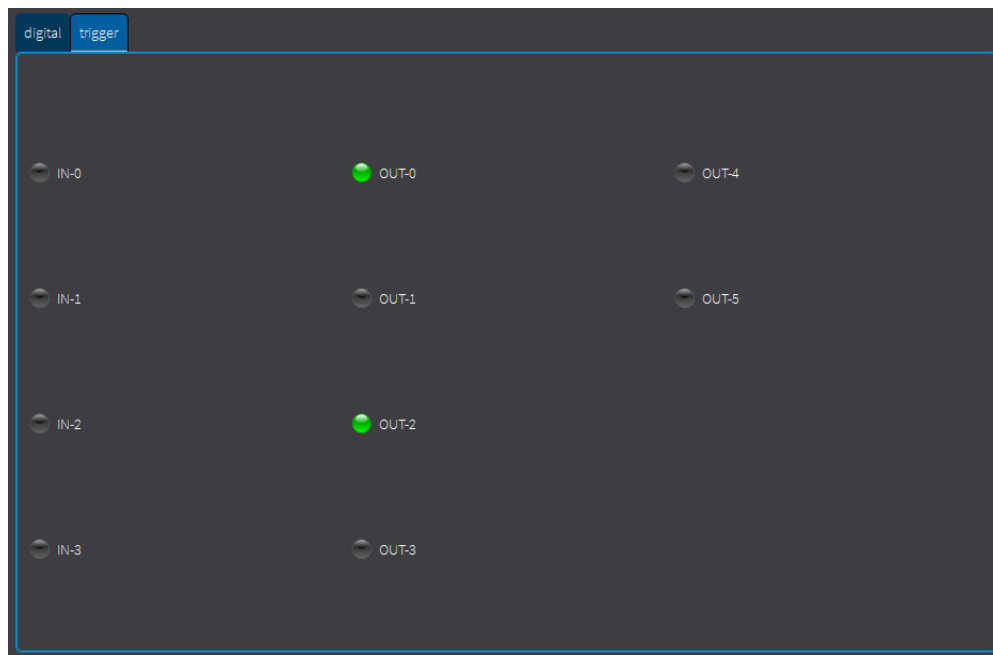 digital trigger
IN-0 OUT-0 OUT-4
IN-1 OUT-1 OUT-5
IN-2 OUT-2
IN-3 OUT-3